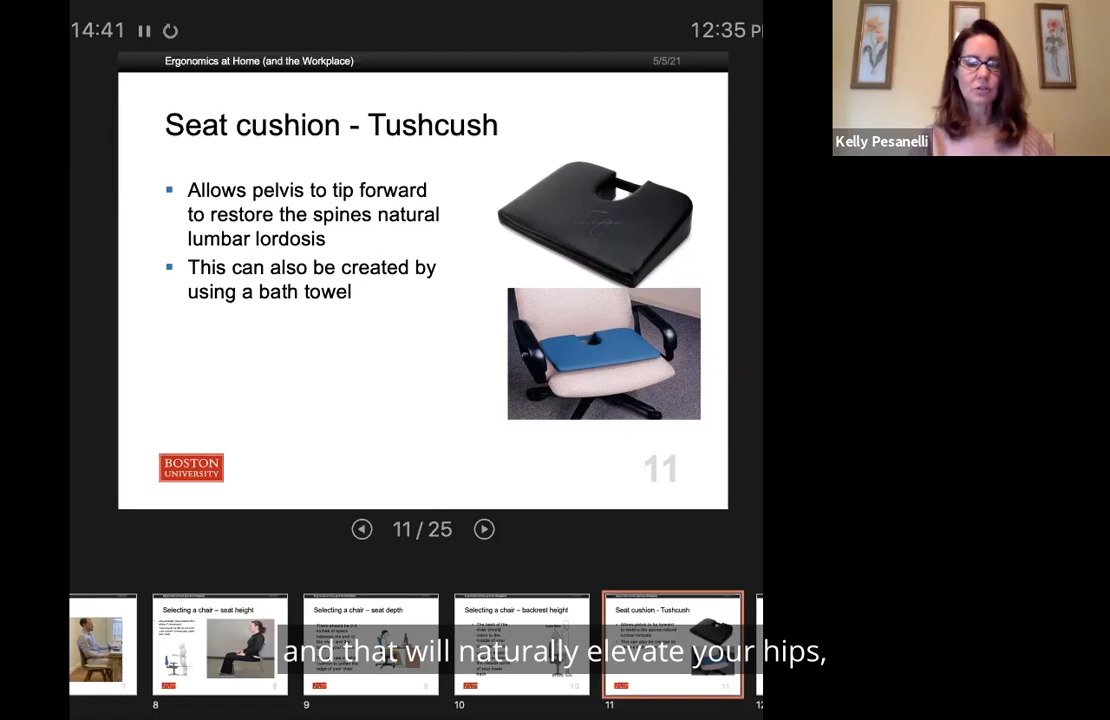 14:41
12:35 P
Ergonomics at Home (and the Workplace)
5/5/21
Seat cushion - Tushcush
Allows pelvis to tip forward
to restore the spines natural
lumbar lordosis
This can also be created by
using a bath towel
BOSTON
UNIVERSITY
11
11 / 25
Kelly Pesanelli
Selecting a chair – seat height
Selecting a chair – seat depth
Selecting a chair – backrest height
Seat cushion - Tushcush
and that will naturally elevate your hips,
8
9
10
11